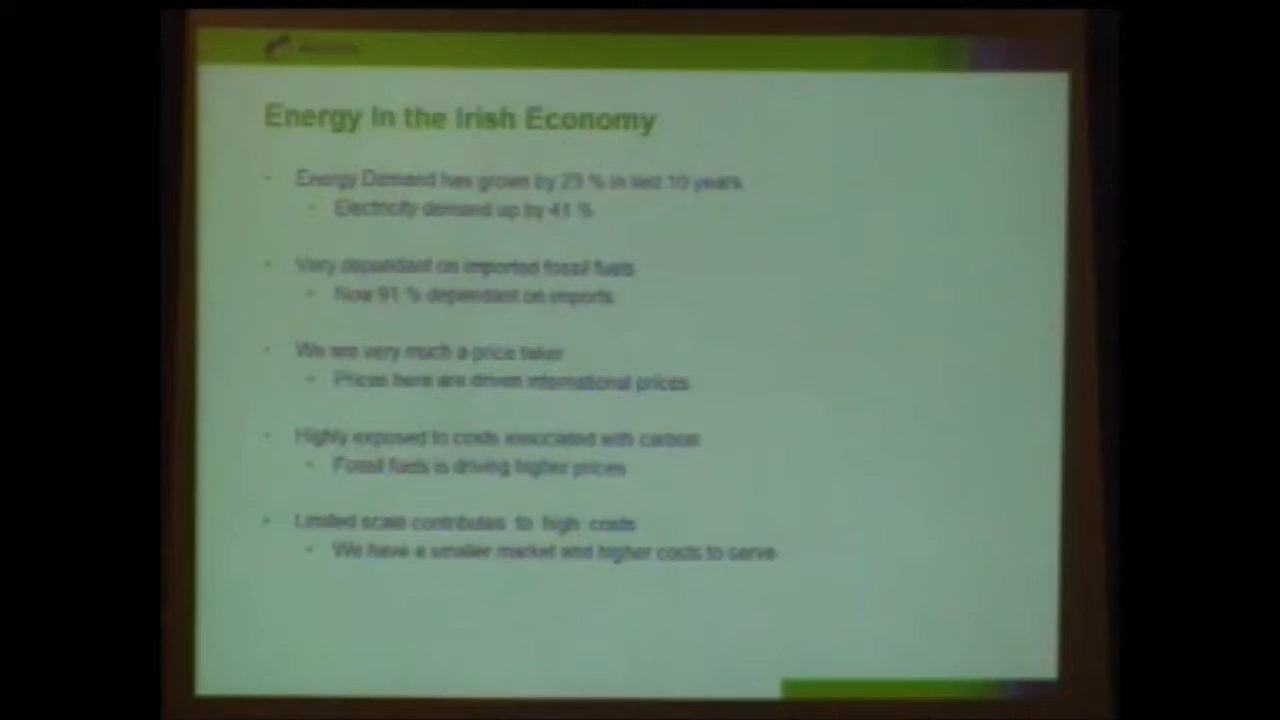 Energy In the Irish Economy
Energy Demand has grown by 23 % in last 10 years
Electricity demand up by 41 %
Very dependant on imported fossil fuels
Now 91 % dependant on imports
We are very much a price taker
Prices here are driven international prices
Highly exposed to costs associated with carbon
Fossil fuels is driving higher prices
Limited scale contributes to high costs
We have a smaller market and higher costs to serve